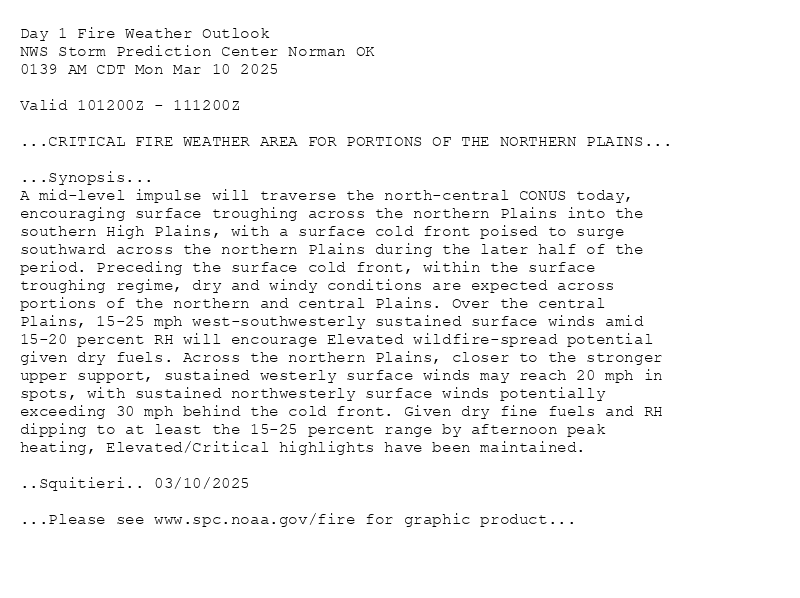 Day 1 Fire Weather Outlook
NWS Storm Prediction Center Norman OK
0139 AM CDT Mon Mar 10 2025
Valid 101200Z - 111200Z
...CRITICAL FIRE WEATHER AREA FOR PORTIONS OF THE NORTHERN PLAINS...
...Synopsis...
A mid-level impulse will traverse the north-central CONUS today,
encouraging surface troughing across the northern Plains into the
southern High Plains, with a surface cold front poised to surge
southward across the northern Plains during the later half of the
period. Preceding the surface cold front, within the surface
troughing regime, dry and windy conditions are expected across
portions of the northern and central Plains. Over the central
Plains, 15-25 mph west-southwesterly sustained surface winds amid
15-20 percent RH will encourage Elevated wildfire-spread potential
given dry fuels. Across the northern Plains, closer to the stronger
upper support, sustained westerly surface winds may reach 20 mph in
spots, with sustained northwesterly surface winds potentially
exceeding 30 mph behind the cold front. Given dry fine fuels and RH
dipping to at least the 15-25 percent range by afternoon peak
heating, Elevated/Critical highlights have been maintained.
..Squitieri.. 03/10/2025
...Please see www.spc.noaa.gov/fire for graphic product...